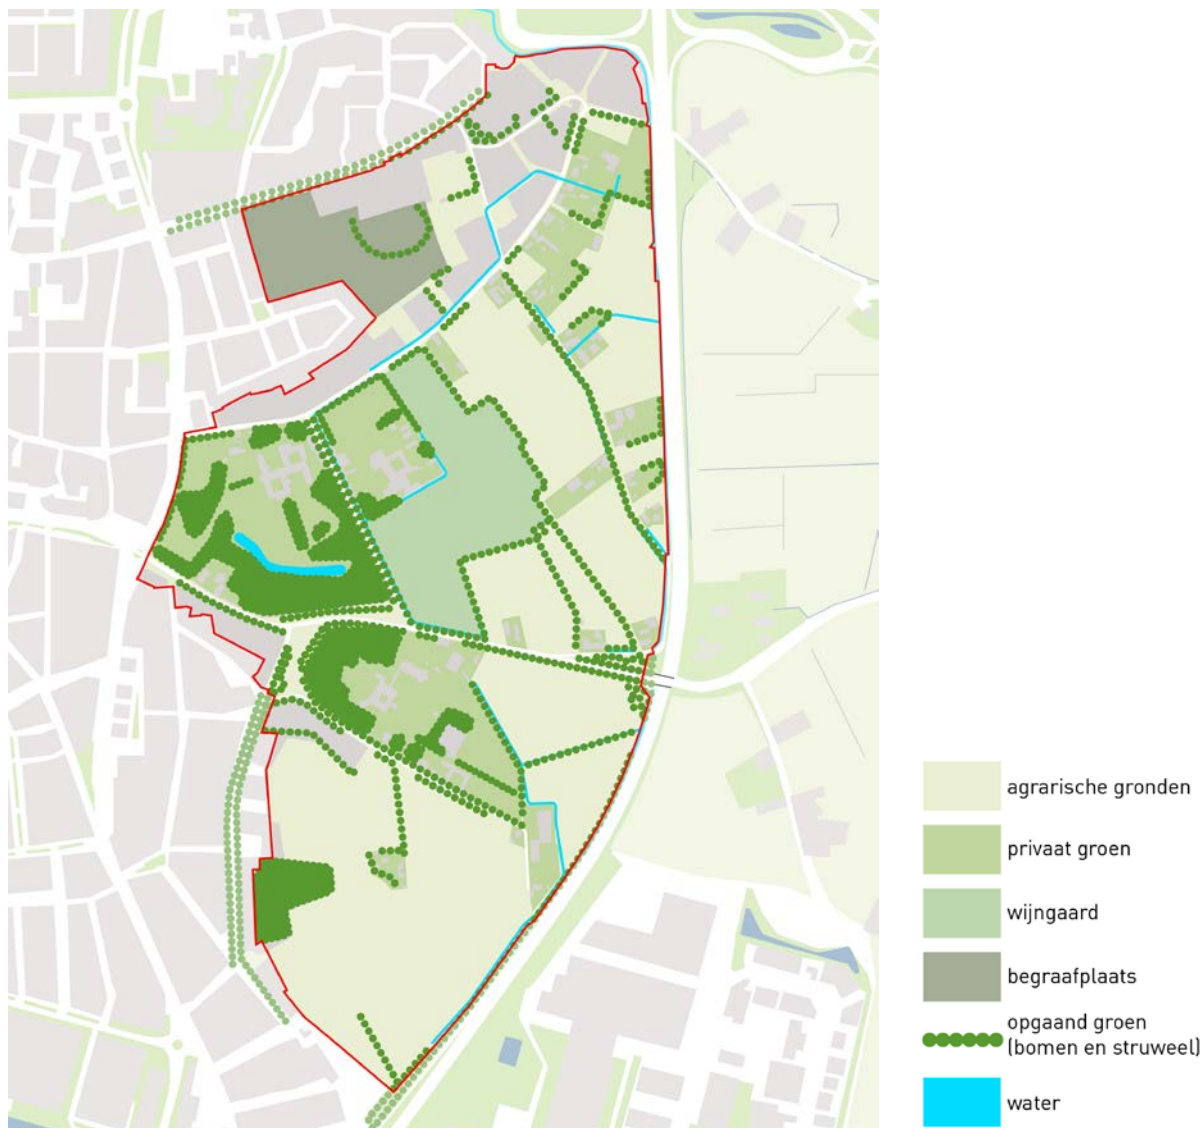 agrarische gronden
privaat groen
wijngaard
begraafplaats
opgaand groen
(bomen en struweel)
water